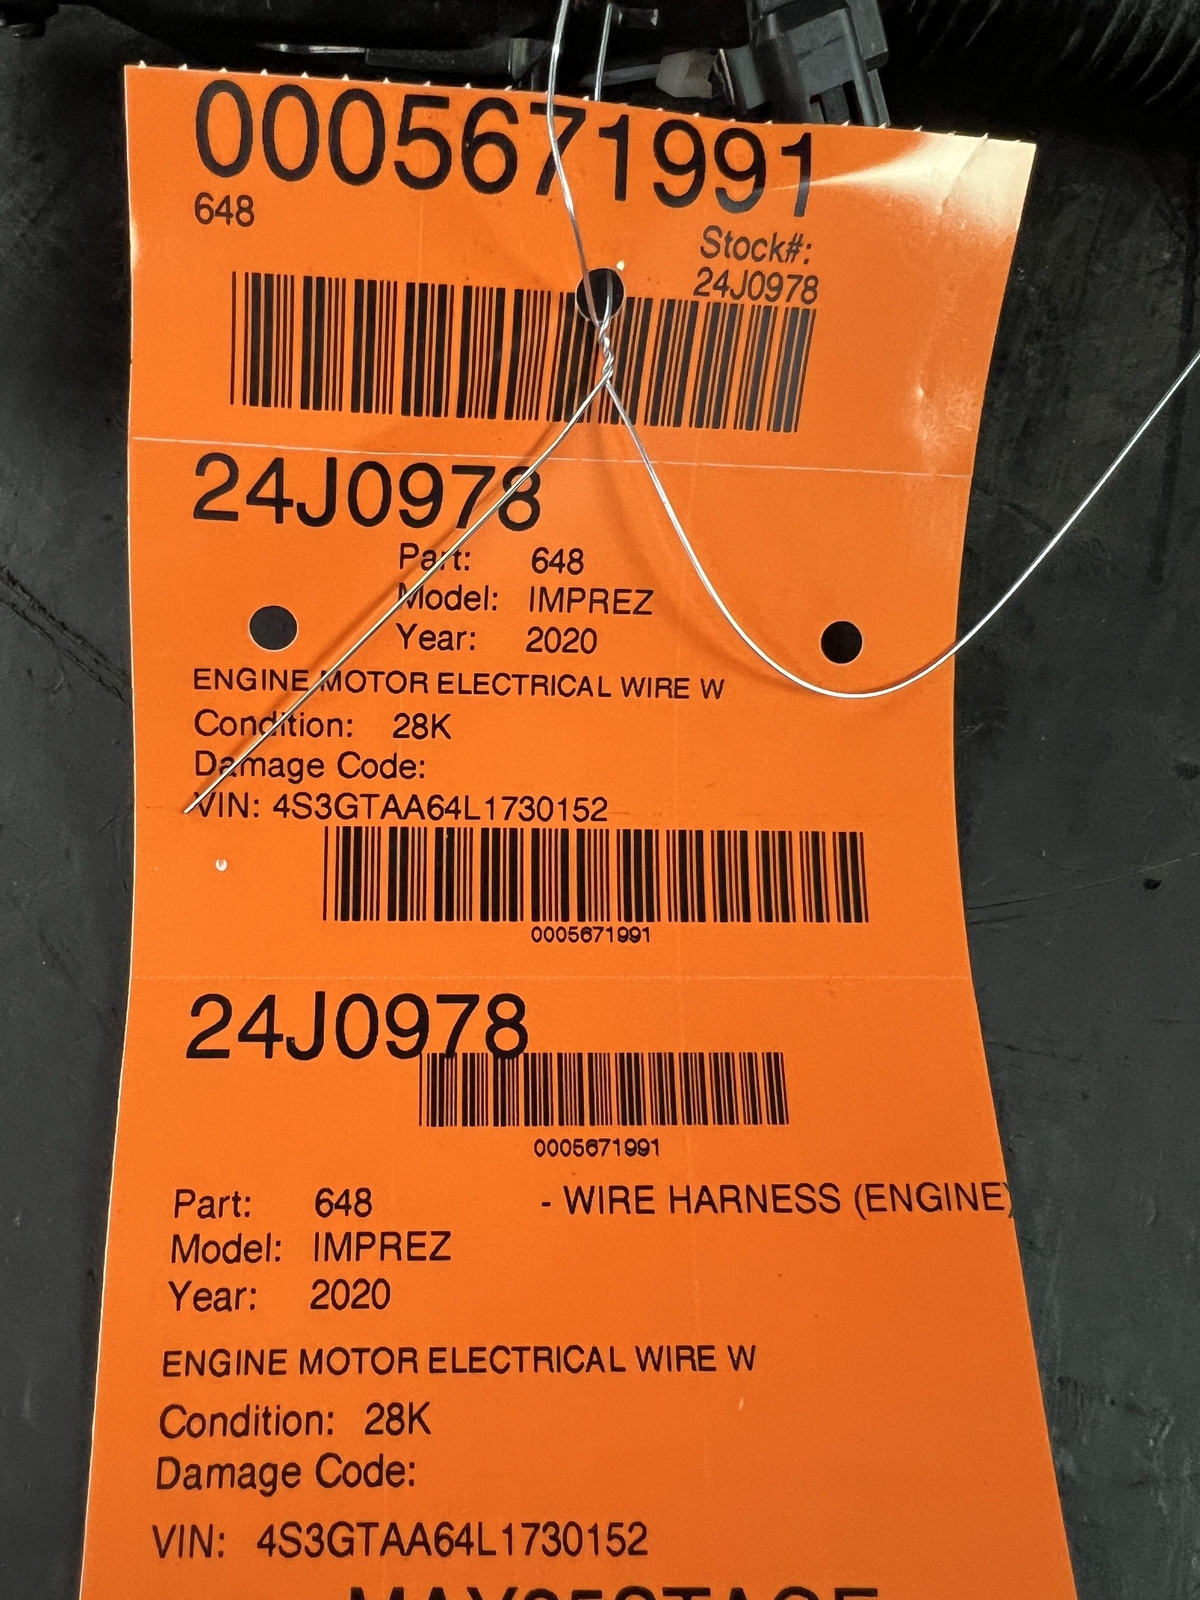 0005671991
648
Stock#:
24J0978
24J0978
Part: 648
Model: IMPREZ
Year: 2020
ENGINE MOTOR ELECTRICAL WIRE W
Condition: 28K
Damage Code:
VIN: 4S3GTAA64L1730152
0005671991
24J0978
0005671991
Part: 648 - WIRE HARNESS (ENGINE)
Model: IMPREZ
Year: 2020
ENGINE MOTOR ELECTRICAL WIRE W
Condition: 28K
Damage Code:
VIN: 4S3GTAA64L1730152